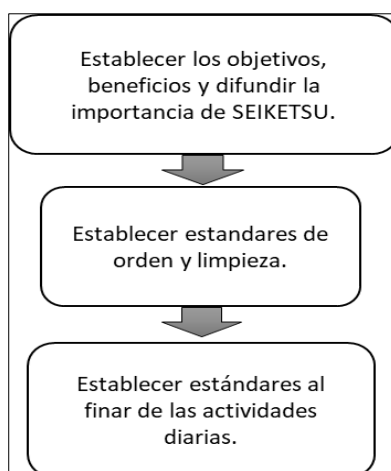 Establecer los objetivos,
beneficios y difundir la
importancia de SEIKETSU.
Establecer estandares de
orden y limpieza.
Establecer estándares al
finar de las actividades
diarias.